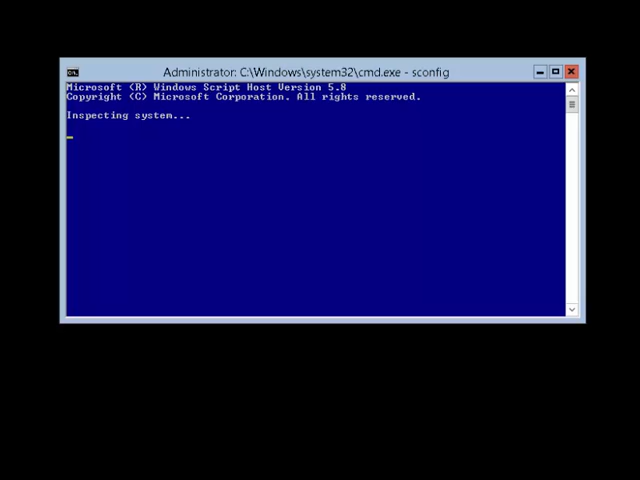 Administrator: C:\Windows\system32\cmd.exe - sconfig
Microsoft (R) Windows Script Host Version 5.8
Copyright (C) Microsoft Corporation. All rights reserved.
Inspecting system...